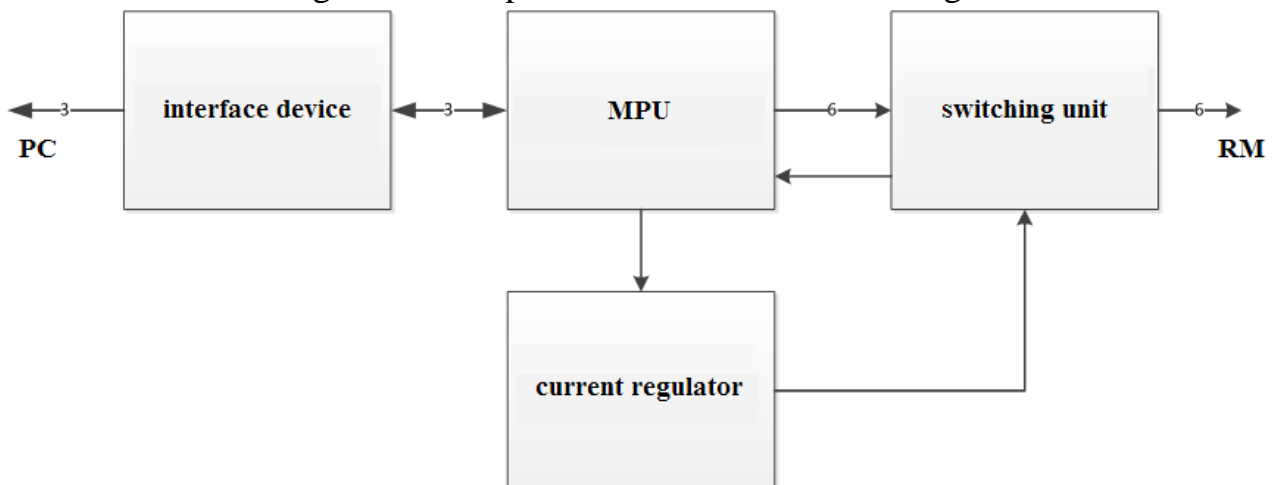 3
interface device
3
MPU
6
switching unit
6
PC
RM
current regulator